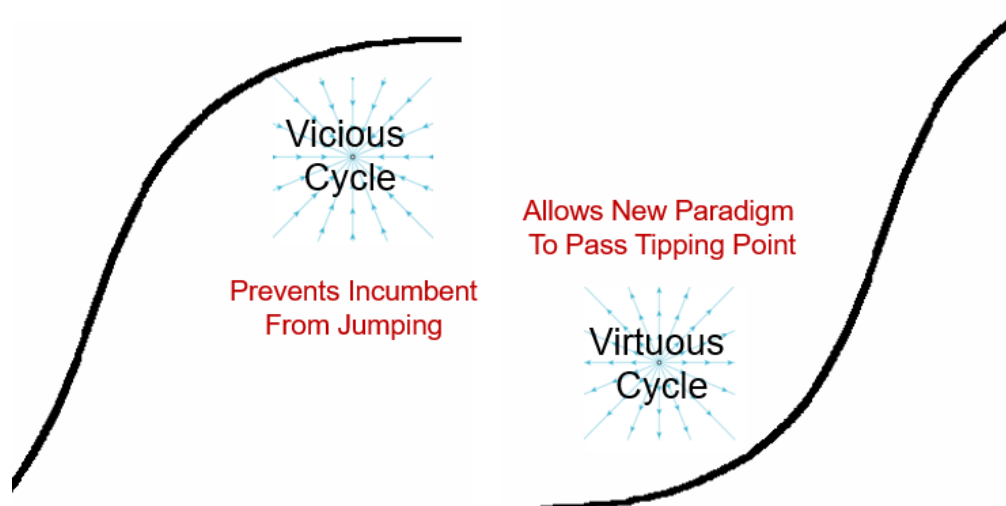 Vicious
Cycle
Prevents Incumbent
From Jumping
Allows New Paradigm
To Pass Tipping Point
Virtuous
Cycle